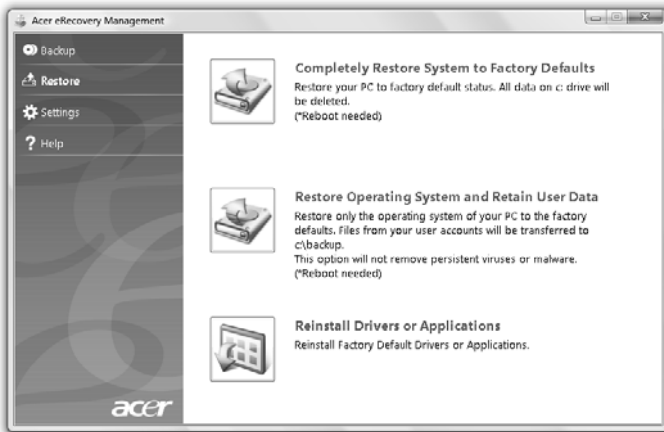 Acer eRecovery Management
Backup
Restore
Settings
? Help
Completely Restore System to Factory Defaults
Restore your PC to factory default status. All data on c: drive will
be deleted.
(*Reboot needed)
Restore Operating System and Retain User Data
Restore only the operating system of your PC to the factory
defaults. Files from your user accounts will be transferred to
c:\backup.
This option will not remove persistent viruses or malware.
(*Reboot needed)
Reinstall Drivers or Applications
Reinstall Factory Default Drivers or Applications.
acer